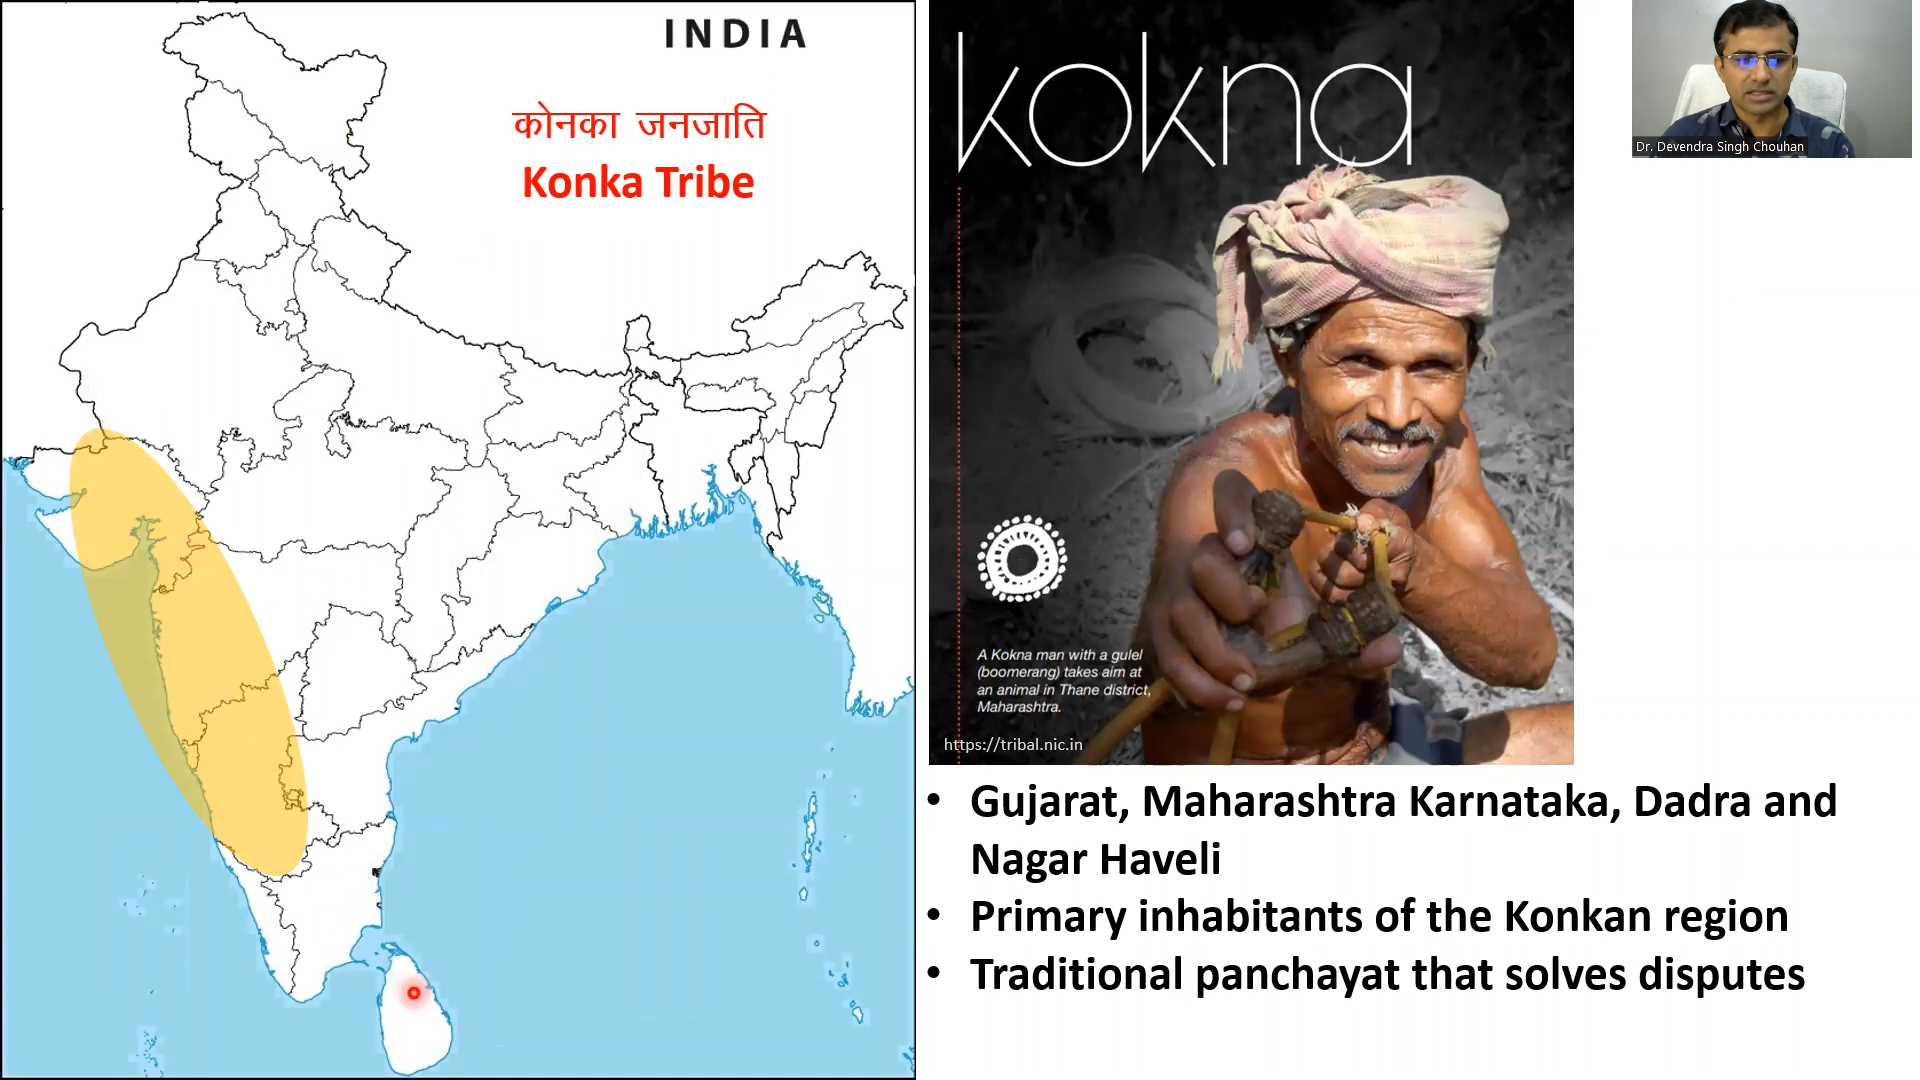 INDIA
कोनका जनजाति
Konka Tribe
kokna
A Kokna man with a gulel
(boomerang) takes aim at
an animal in Thane district,
Maharashtra.
https://tribal.nic.in
Dr. Devendra Singh Chouhan
• Gujarat, Maharashtra Karnataka, Dadra and
Nagar Haveli
• Primary inhabitants of the Konkan region
• Traditional panchayat that solves disputes